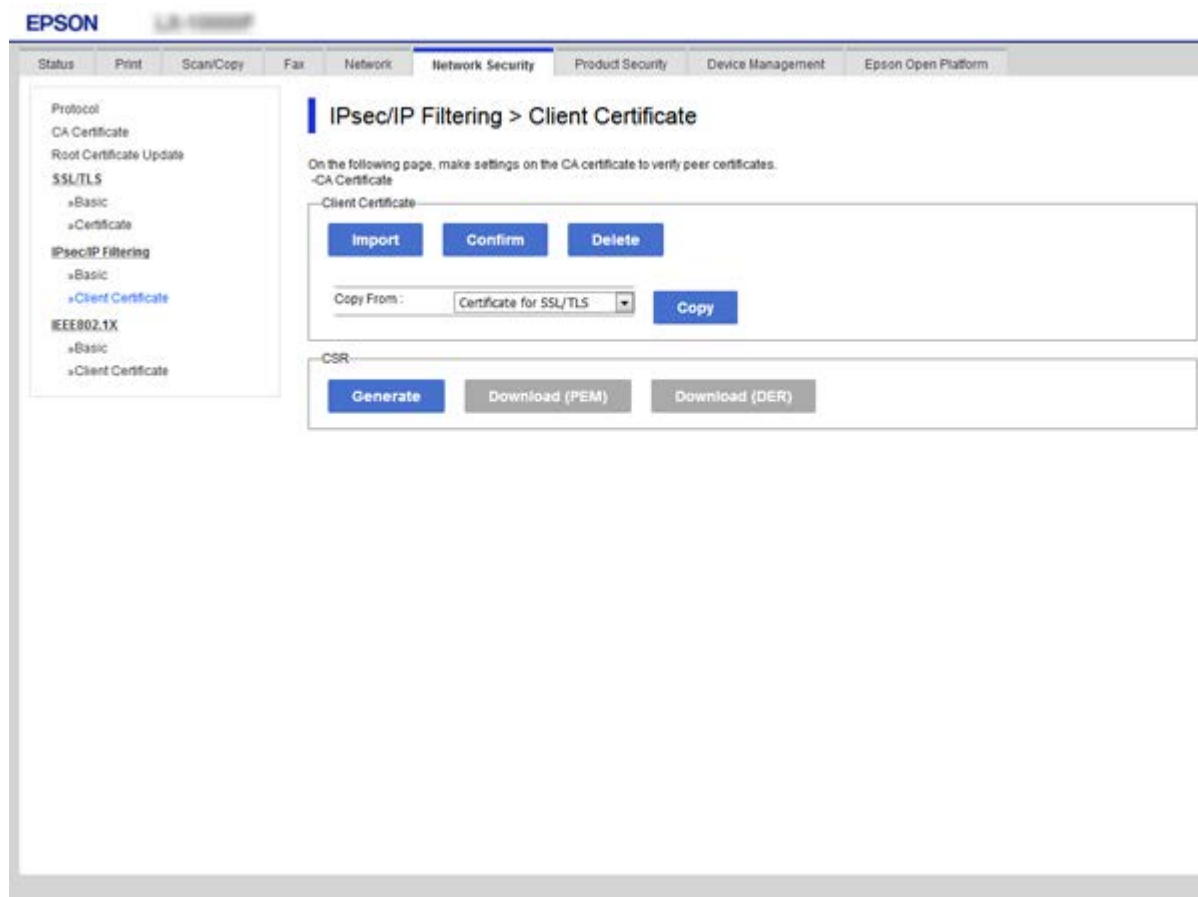 EPSON
Status Print Scan/Copy Fax Network Network Security Product Security Device Management Epson Open Platform
Protocol
CA Certificate
Root Certificate Update
SSL/TLS
»Basic
»Certificate
IPsec/IP Filtering
»Basic
»Client Certificate
IEEE802.1X
»Basic
»Client Certificate
IPsec/IP Filtering > Client Certificate
On the following page, make settings on the CA certificate to verify peer certificates.
-CA Certificate
Client Certificate
Import Confirm Delete
Copy From : Certificate for SSL/TLS Copy
CSR
Generate Download (PEM) Download (DER)